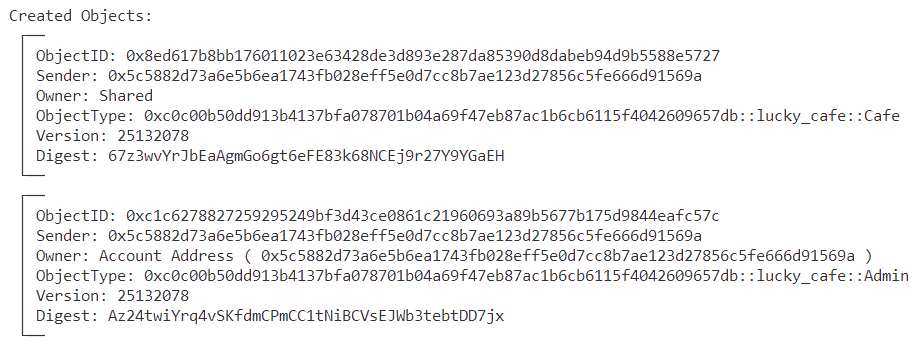 Created Objects:
ObjectID: 0x8ed617b8bb176011023e63428de3d893e287da85390d8dabeb94d9b5588e5727
Sender: 0x5c5882d73a6e5b6ea1743fb028eff5e0d7cc8b7ae123d27856c5fe666d91569a
Owner: Shared
ObjectType: 0xc0c00b50dd913b4137bfa078701b04a69f47eb87ac1b6cb6115f4042609657db::lucky_cafe::Cafe
Version: 25132078
Digest: 67z3wvYrJbEaAgmGo6gt6eFE83k68NCEj9r27Y9YGaEH
ObjectID: 0xc1c6278827259295249bf3d43ce0861c21960693a89b5677b175d9844eafc57c
Sender: 0x5c5882d73a6e5b6ea1743fb028eff5e0d7cc8b7ae123d27856c5fe666d91569a
Owner: Account Address ( 0x5c5882d73a6e5b6ea1743fb028eff5e0d7cc8b7ae123d27856c5fe666d91569a )
ObjectType: 0xc0c00b50dd913b4137bfa078701b04a69f47eb87ac1b6cb6115f4042609657db::lucky_cafe::Admin
Version: 25132078
Digest: Az24twiYrq4vSKfdmCPmCC1tNiBCVsEJWb3tebtDD7jx